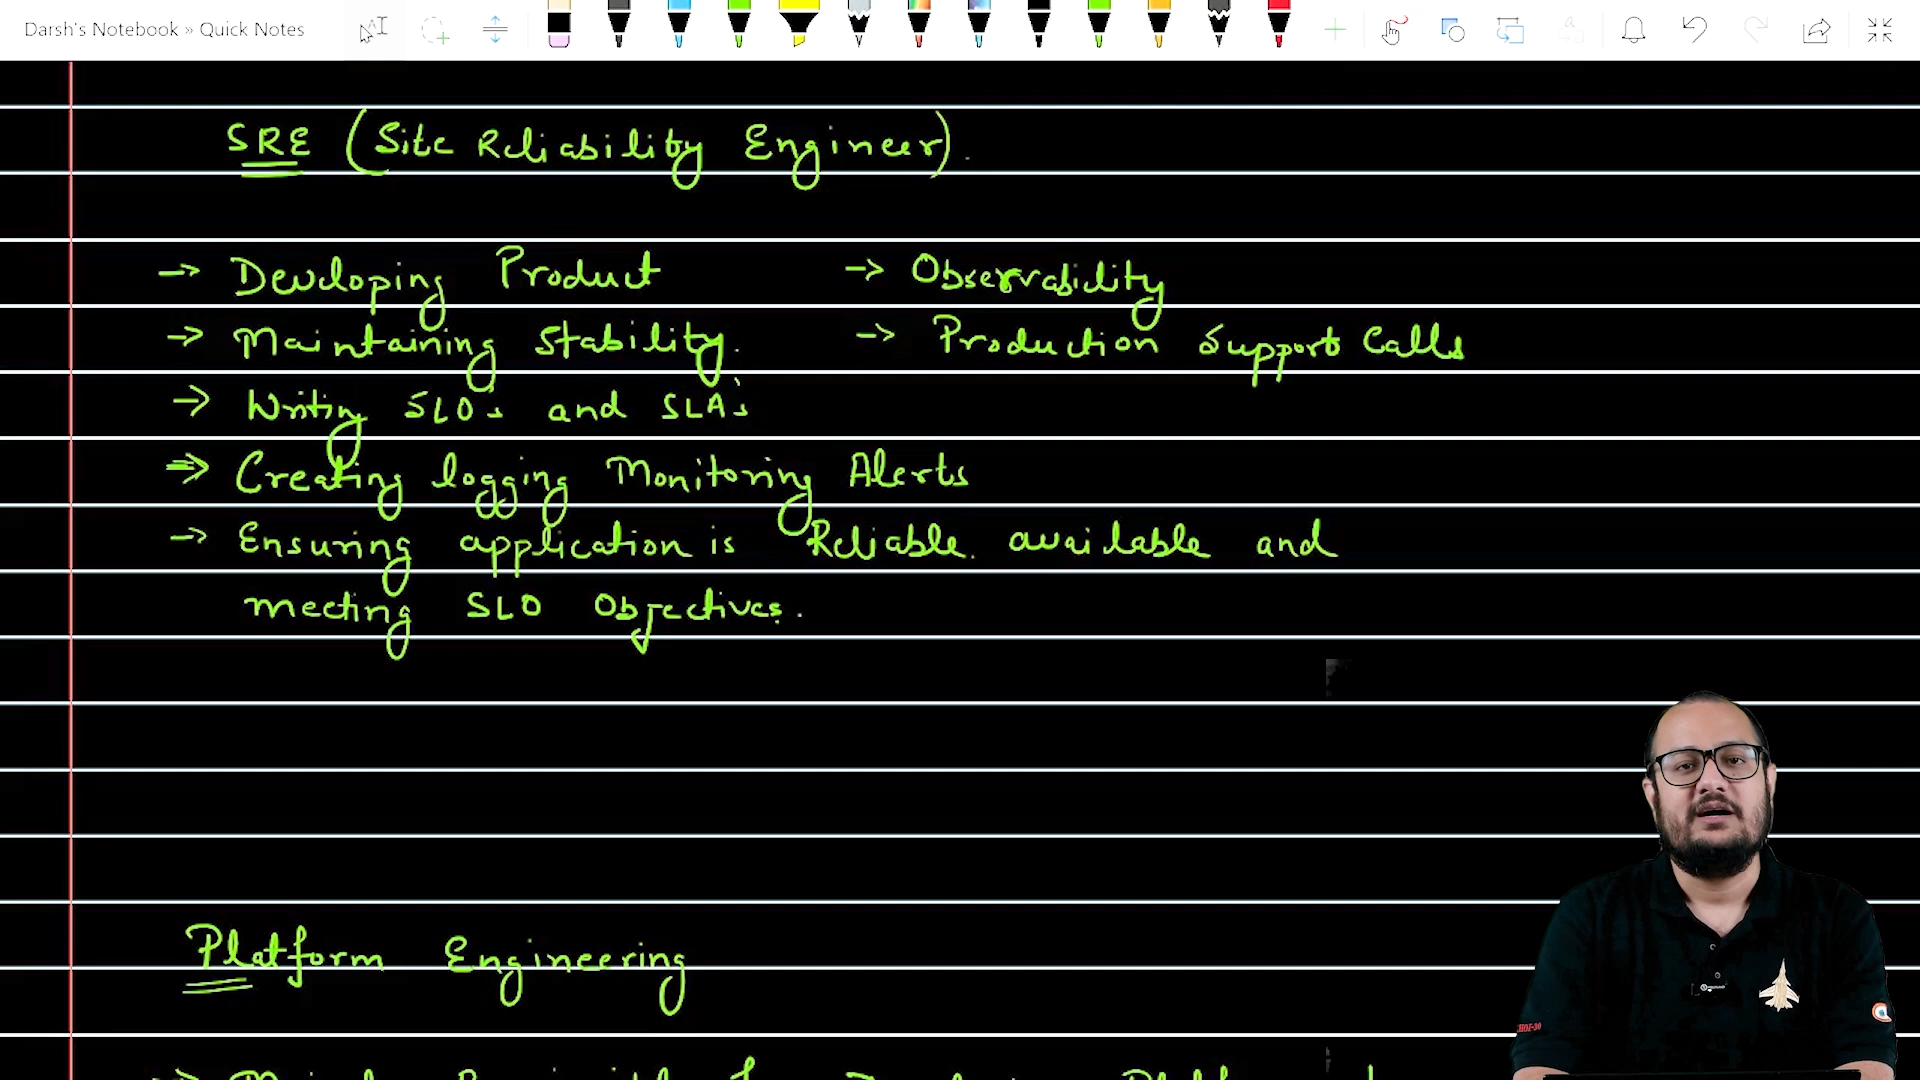 Darsh's Notebook » Quick Notes
SRE (Site Reliability Engineer).
→ Developing Product → Observability
→ Maintaining Stability. → Production Support Calls
→ Writing SLO's and SLA's
→ Creating logging Monitoring Alerts
→ Ensuring application is Reliable. available and
meeting SLO Objectives.
Platform Engineering